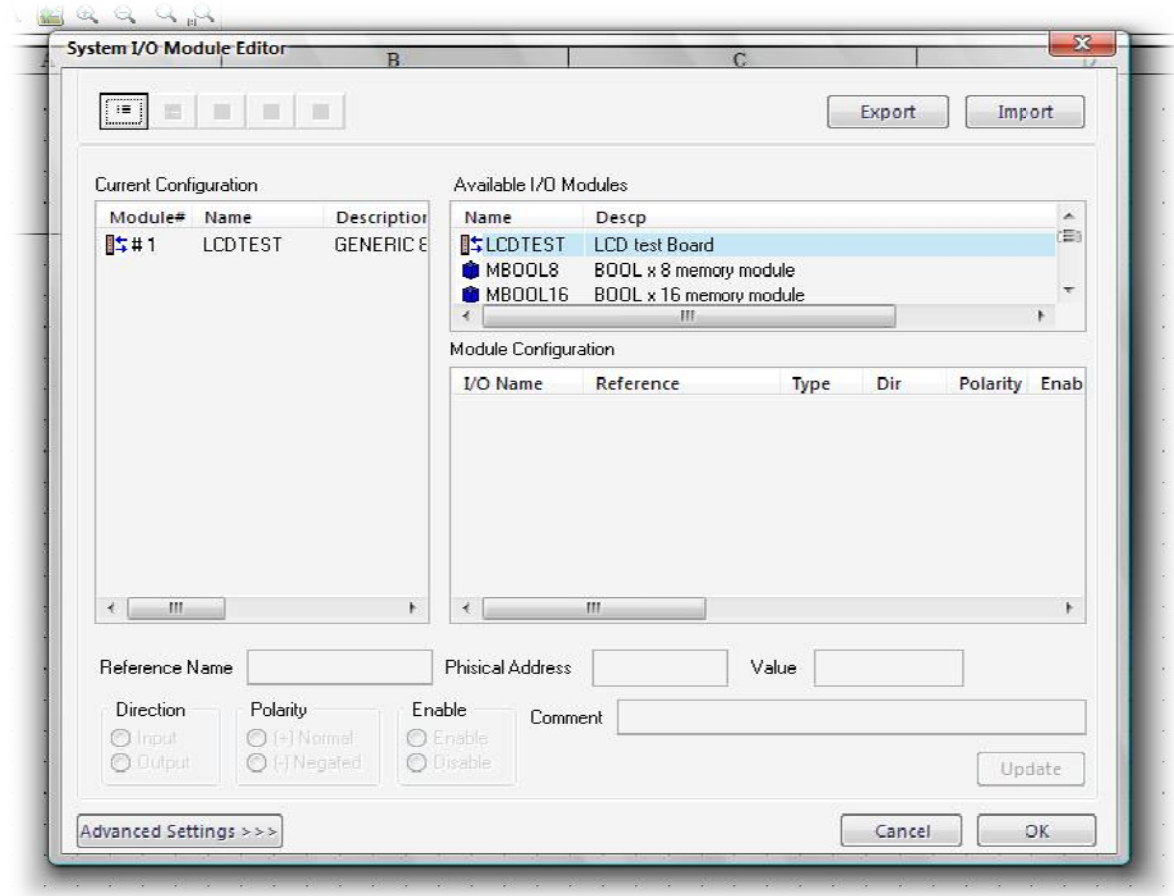 System I/O Module Editor
A B C D
Export Import
Current Configuration
Available I/O Modules
Module# Name Description
#1 LCDTEST GENERIC 8
Name Descp
LCDTEST LCD test Board
MBOOL8 BOOL x 8 memory module
MBOOL16 BOOL x 16 memory module
Module Configuration
I/O Name Reference Type Dir Polarity Enab
Reference Name Phisical Address Value
Direction Polarity Enable Comment
Input (+) Normal Enable
Output (-) Negated Disable
Update
Advanced Settings >>> Cancel OK